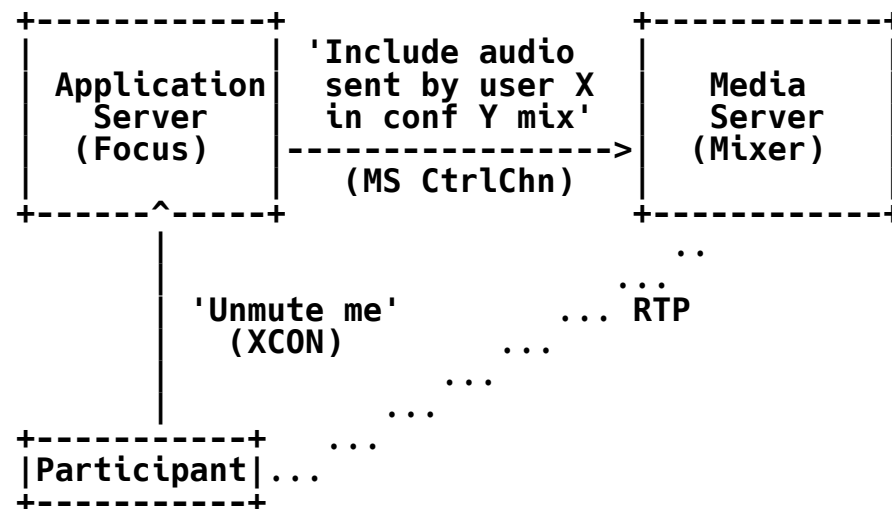 +------------+                      +------------+
|            | 'Include audio       |            |
| Application|  sent by user X      |   Media    |
|   Server   |  in conf Y mix'      |   Server   |
|  (Focus)   |----------------->|  (Mixer)   |
|            |   (MS CtrlChn)       |            |
+------^-----+                      +------------+
       |                              ..
       |                           ...
       | 'Unmute me'        ... RTP
       |   (XCON)        ...
       |              ...
       |           ...
+-----------+   ...
|Participant|...
+-----------+